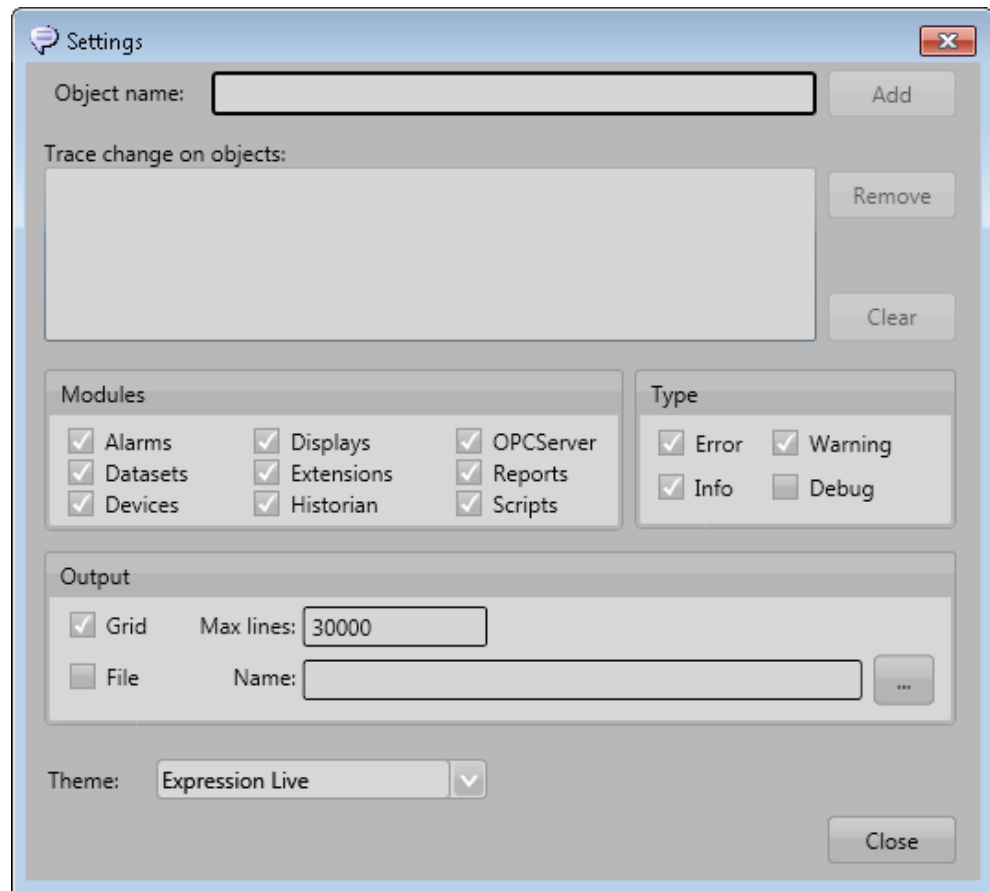 Settings
Object name:
Add
Trace change on objects:
Remove
Clear
Modules
Type
Alarms Displays OPCServer
Error Warning
Datasets Extensions Reports
Devices Historian Scripts
Info Debug
Output
Grid Max lines: 30000
File Name: ...
Theme: Expression Live
Close